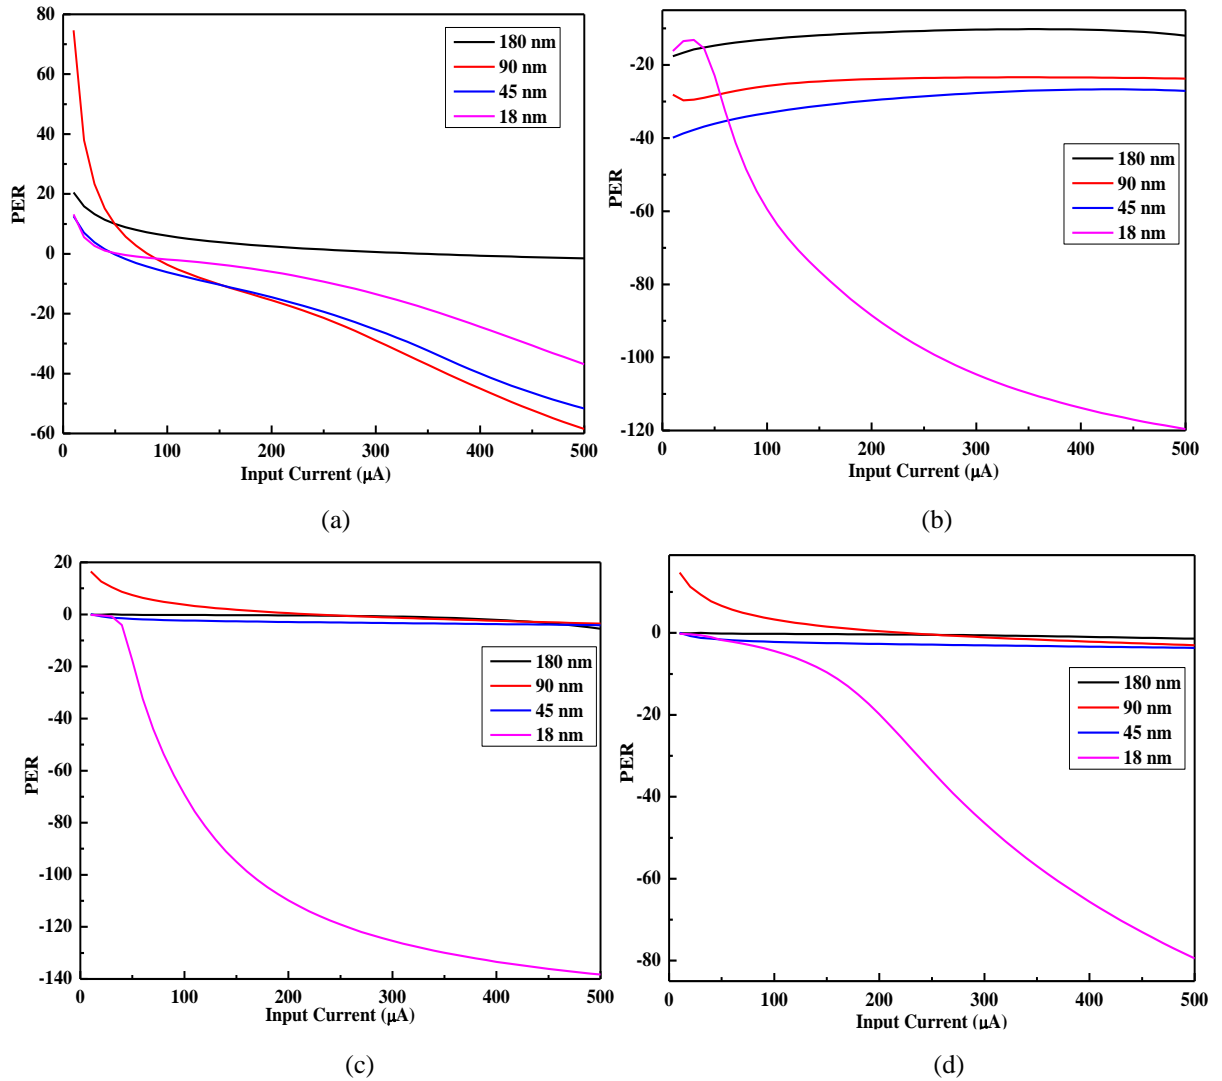 80
60
40
20
0
-20
-40
-60
PER
0 100 200 300 400 500
Input Current (μA)
180 nm
90 nm
45 nm
18 nm
(a)
-20
-40
-60
-80
-100
-120
PER
0 100 200 300 400 500
Input Current (μA)
180 nm
90 nm
45 nm
18 nm
(b)
20
0
-20
-40
-60
-80
-100
-120
-140
PER
0 100 200 300 400 500
Input Current (μA)
180 nm
90 nm
45 nm
18 nm
(c)
0
-20
-40
-60
-80
PER
0 100 200 300 400 500
Input Current (μA)
180 nm
90 nm
45 nm
18 nm
(d)